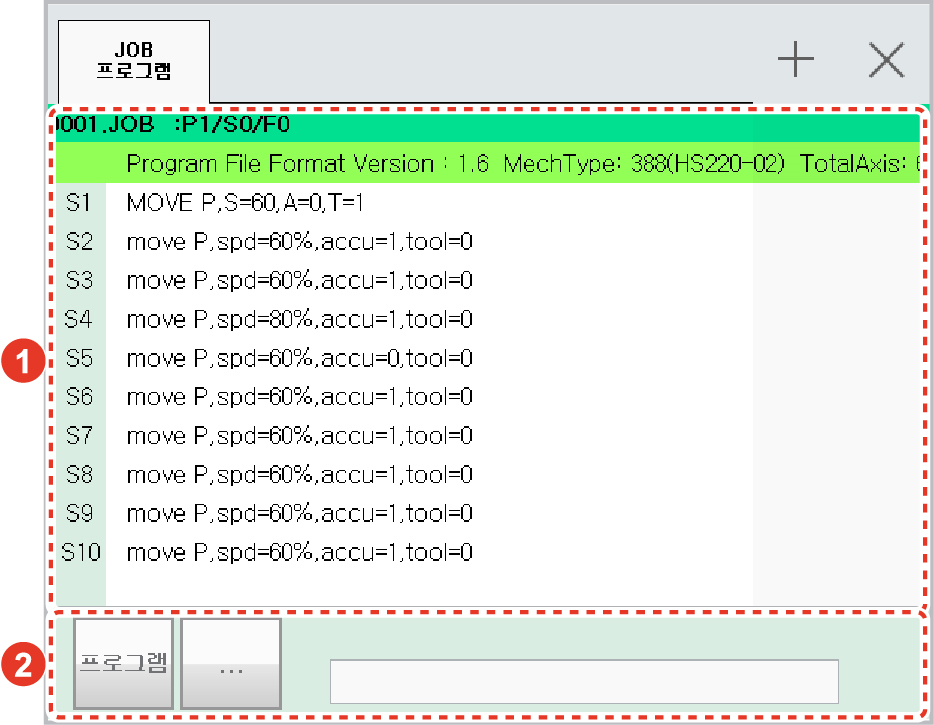 JOB
프로그램
0001.JOB :P1/S0/F0
Program File Format Version : 1.6 MechType: 388(HS220-02) TotalAxis: 6
S1 MOVE P,S=60,A=0,T=1
S2 move P,spd=60%,accu=1,tool=0
S3 move P,spd=60%,accu=1,tool=0
S4 move P,spd=80%,accu=1,tool=0
1
S5 move P,spd=60%,accu=0,tool=0
S6 move P,spd=60%,accu=1,tool=0
S7 move P,spd=60%,accu=1,tool=0
S8 move P,spd=60%,accu=1,tool=0
S9 move P,spd=60%,accu=1,tool=0
S10 move P,spd=60%,accu=1,tool=0
2
프로그램
...